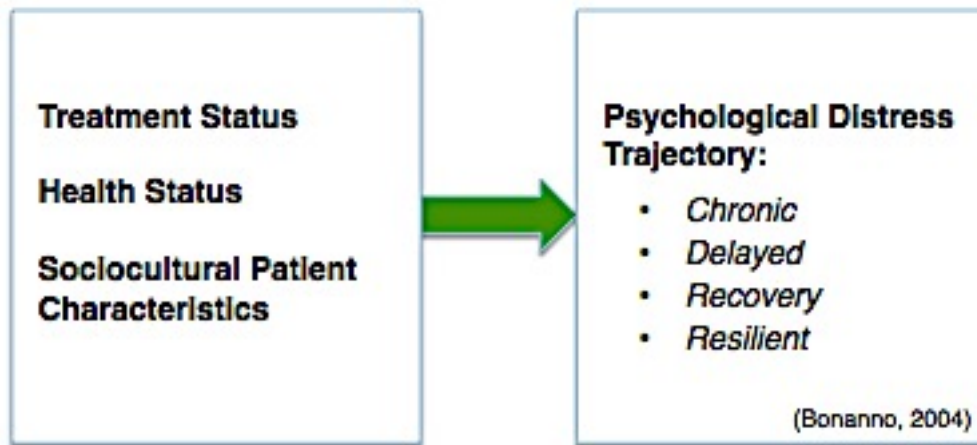 Treatment Status
Health Status
Sociocultural Patient
Characteristics
Psychological Distress
Trajectory:
• Chronic
• Delayed
• Recovery
• Resilient
(Bonanno, 2004)